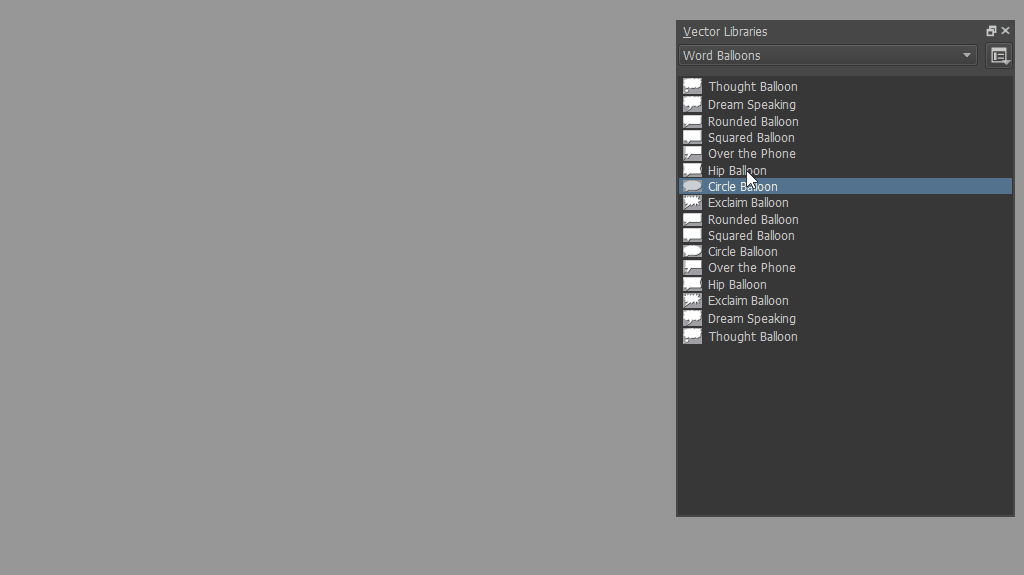 Vector Libraries
Word Balloons
Thought Balloon
Dream Speaking
Rounded Balloon
Squared Balloon
Over the Phone
Hip Balloon
Circle Balloon
Exclaim Balloon
Rounded Balloon
Squared Balloon
Circle Balloon
Over the Phone
Hip Balloon
Exclaim Balloon
Dream Speaking
Thought Balloon